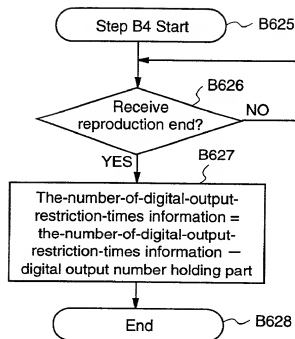 Step B4 Start
B625
B626
Receive
reproduction end?
NO
YES
B627
The-number-of-digital-output-
restriction-times information =
the-number-of-digital-output-
restriction-times information —
digital output number holding part
End
B628